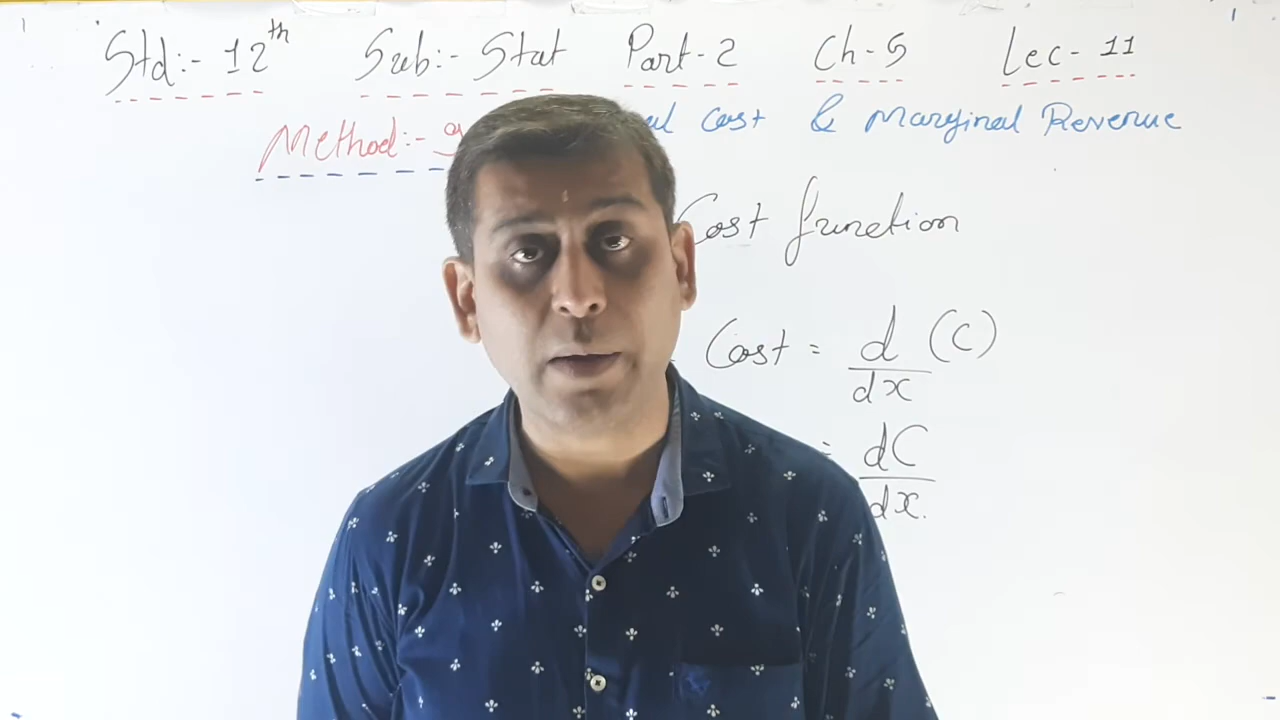 Std:- 12th Sub:- Stat Part-2 Ch-5 Lec-11
Method:- Cost & Marginal Revenue
Cost function
Cost = d/dx (C)
= dC/dx.